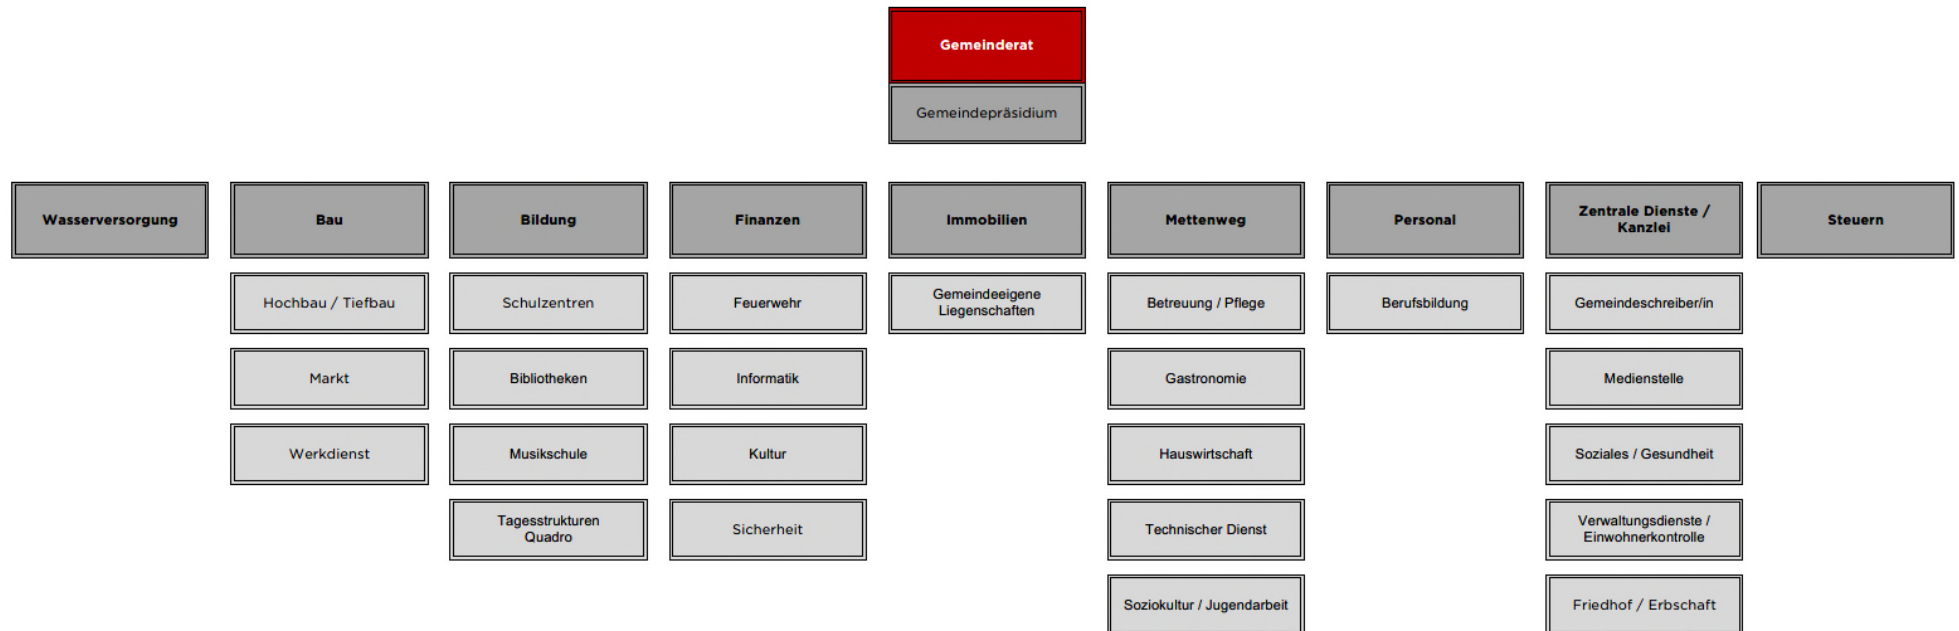 Gemeinderat
Gemeindepräsidium
Wasserversorgung
Bau
Bildung
Finanzen
Immobilien
Mettenweg
Personal
Zentrale Dienste /
Kanzlei
Steuern
Hochbau / Tiefbau
Schulzentren
Feuerwehr
Gemeindeeigene
Liegenschaften
Betreuung / Pflege
Berufsbildung
Gemeindeschreiber/in
Markt
Bibliotheken
Informatik
Gastronomie
Medienstelle
Werkdienst
Musikschule
Kultur
Hauswirtschaft
Soziales / Gesundheit
Tagesstrukturen
Quadro
Sicherheit
Technischer Dienst
Verwaltungsdienste /
Einwohnerkontrolle
Soziokultur / Jugendarbeit
Friedhof / Erbschaft